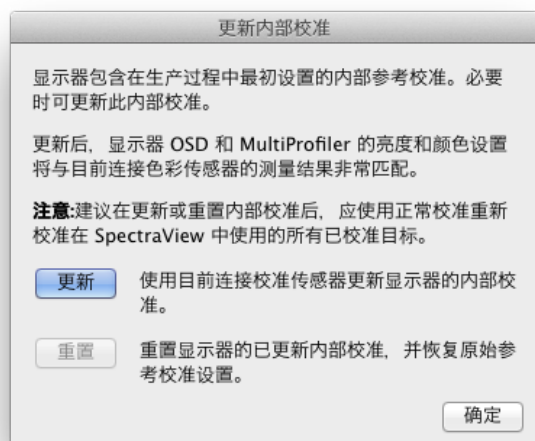 更新内部校准
显示器包含在生产过程中最初设置的内部参考校准。必要
时可更新此内部校准。
更新后，显示器 OSD 和 MultiProfiler 的亮度和颜色设置
将与目前连接色彩传感器的测量结果非常匹配。
注意:建议在更新或重置内部校准后，应使用正常校准重新
校准在 SpectraView 中使用的所有已校准目标。
更新 使用目前连接校准传感器更新显示器的内部校
准。
重置 重置显示器的已更新内部校准，并恢复原始参
考校准设置。
确定